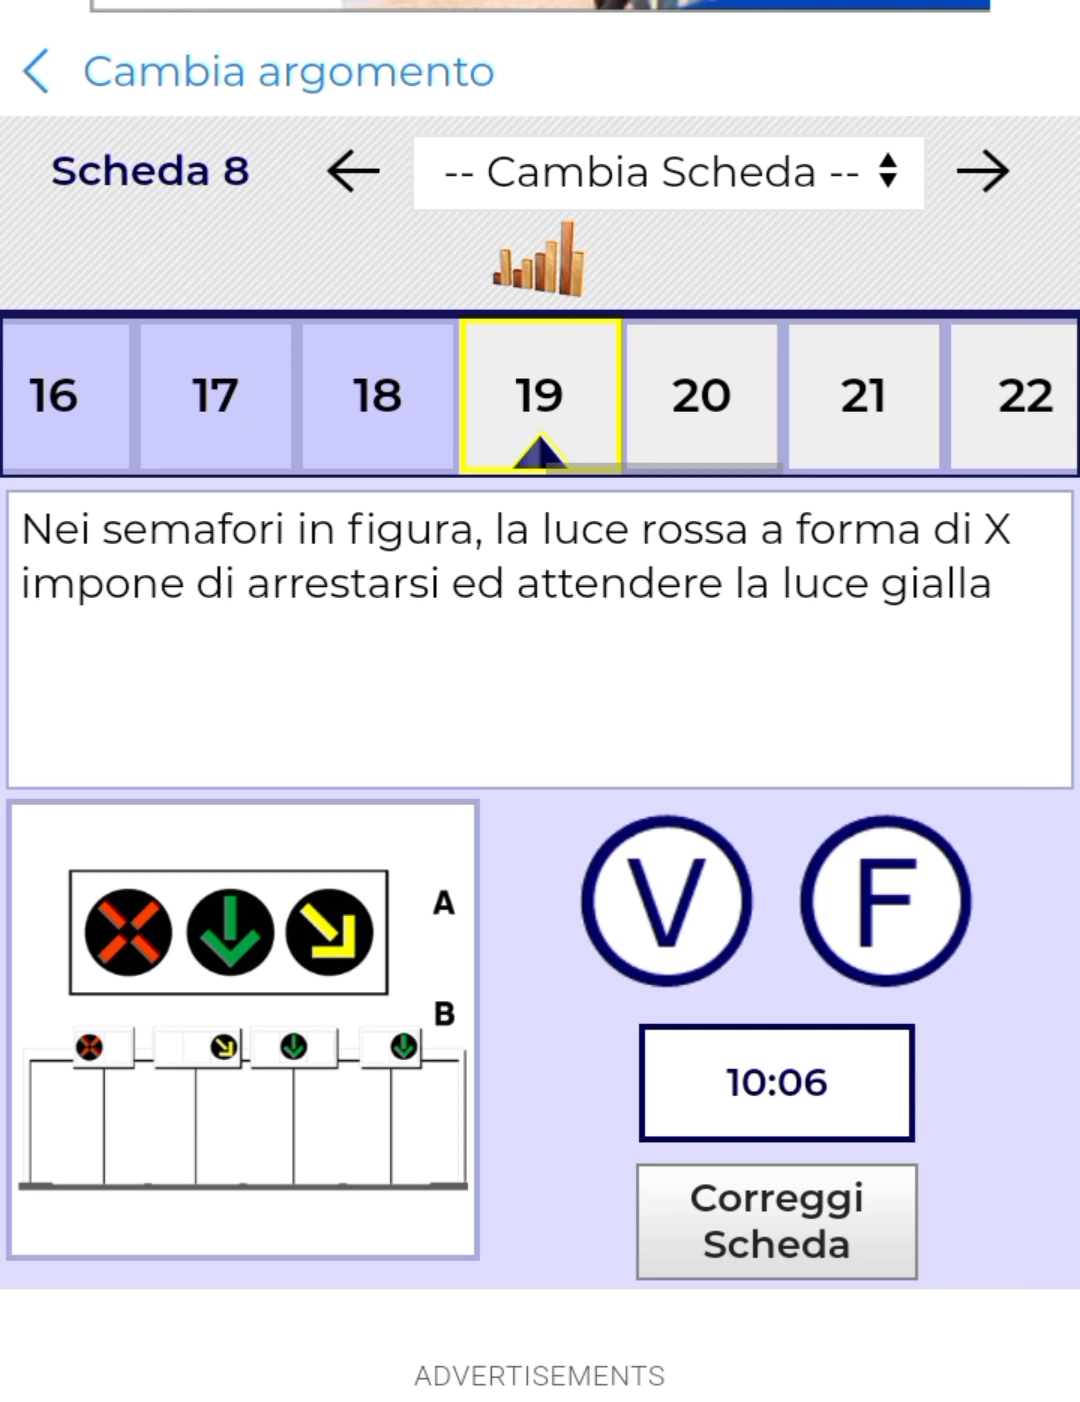 Cambia argomento
Scheda 8
-- Cambia Scheda --
16 17 18 19 20 21 22
Nei semafori in figura, la luce rossa a forma di X
impone di arrestarsi ed attendere la luce gialla
A
B
V F
10:06
Correggi
Scheda
ADVERTISEMENTS